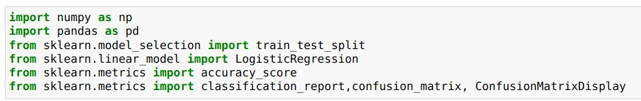 import numpy as np
import pandas as pd
from sklearn.model_selection import train_test_split
from sklearn.linear_model import LogisticRegression
from sklearn.metrics import accuracy_score
from sklearn.metrics import classification_report,confusion_matrix, ConfusionMatrixDisplay